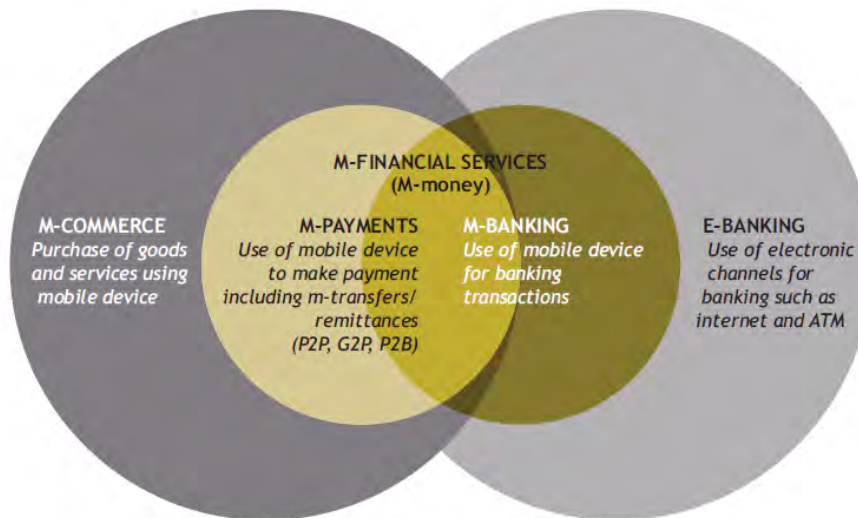 M-FINANCIAL SERVICES
(M-money)
M-COMMERCE
Purchase of goods
and services using
mobile device
M-PAYMENTS
Use of mobile device
to make payment
including m-transfers/
remittances
(P2P, G2P, P2B)
M-BANKING
Use of mobile device
for banking
transactions
E-BANKING
Use of electronic
channels for
banking such as
internet and ATM